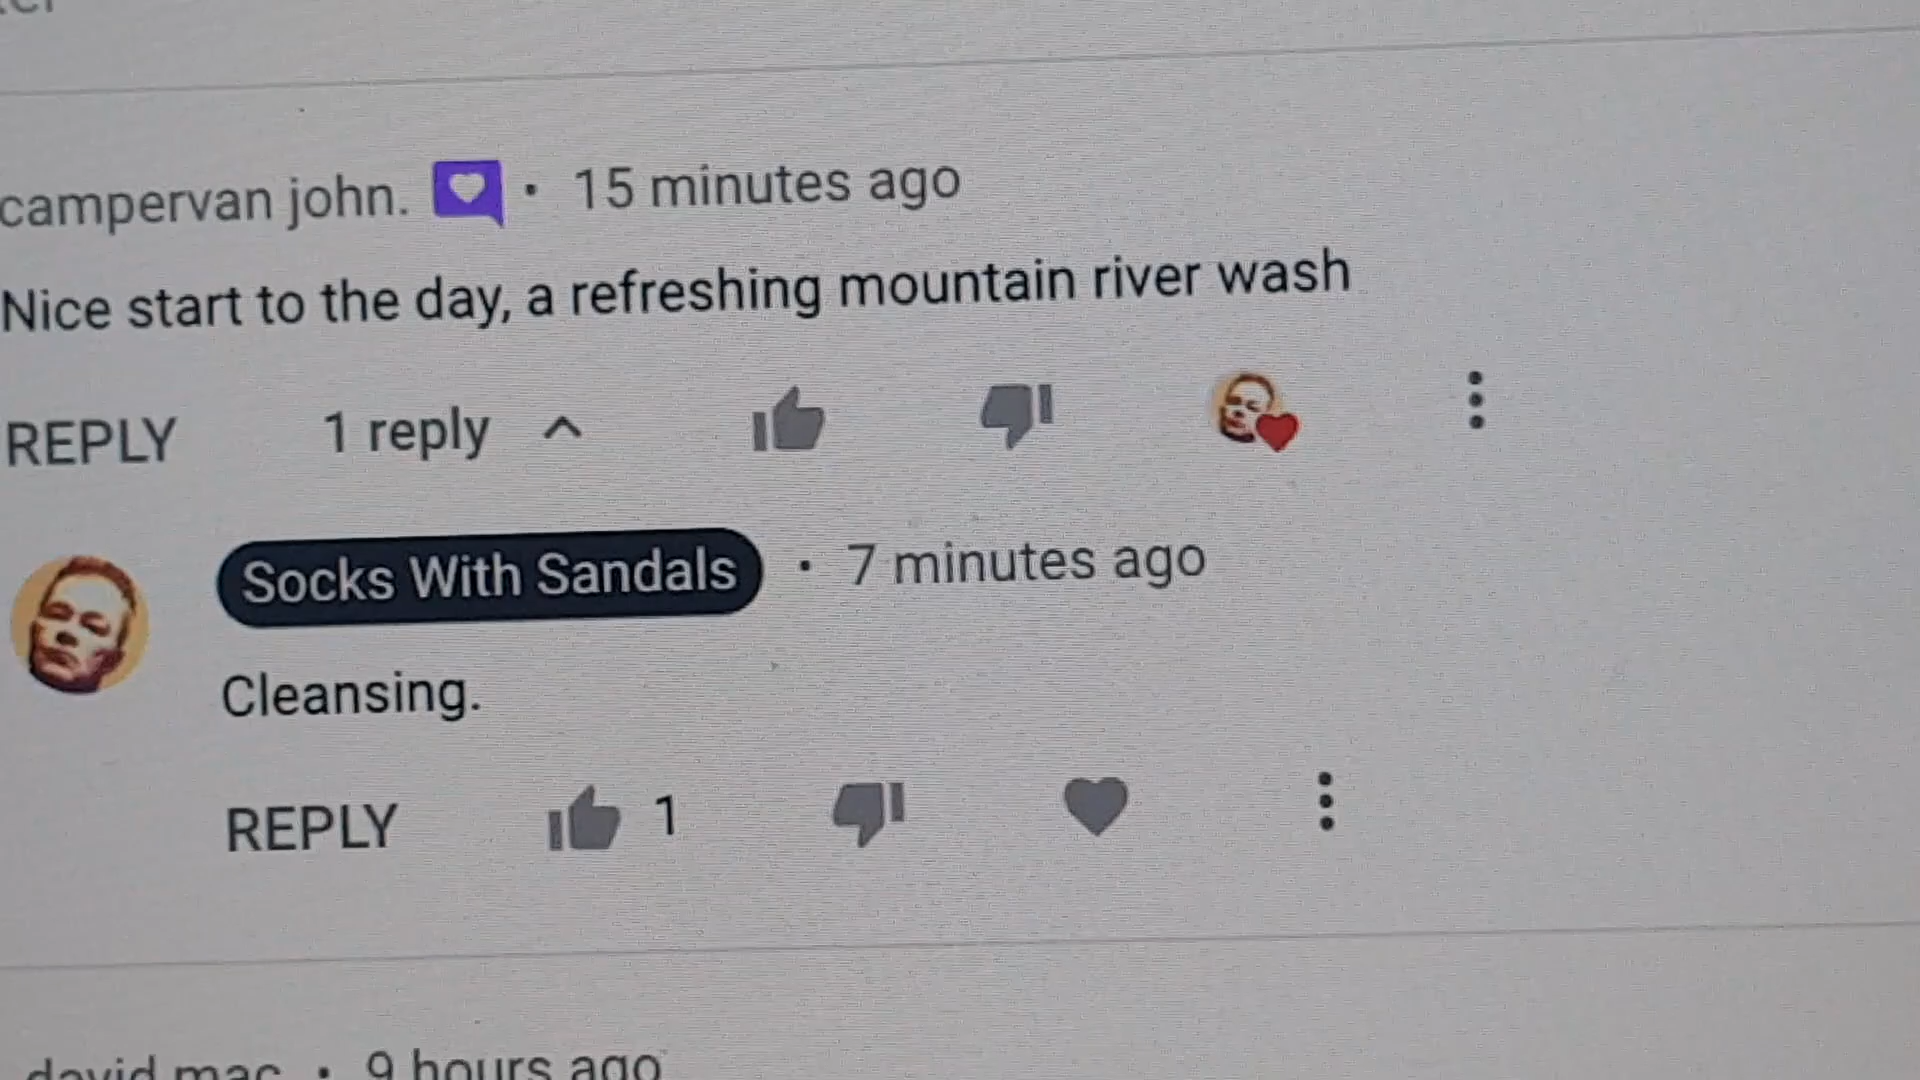 campervan john. · 15 minutes ago
Nice start to the day, a refreshing mountain river wash
REPLY 1 reply
Socks With Sandals · 7 minutes ago
Cleansing.
REPLY 1
david mac · 9 hours ago